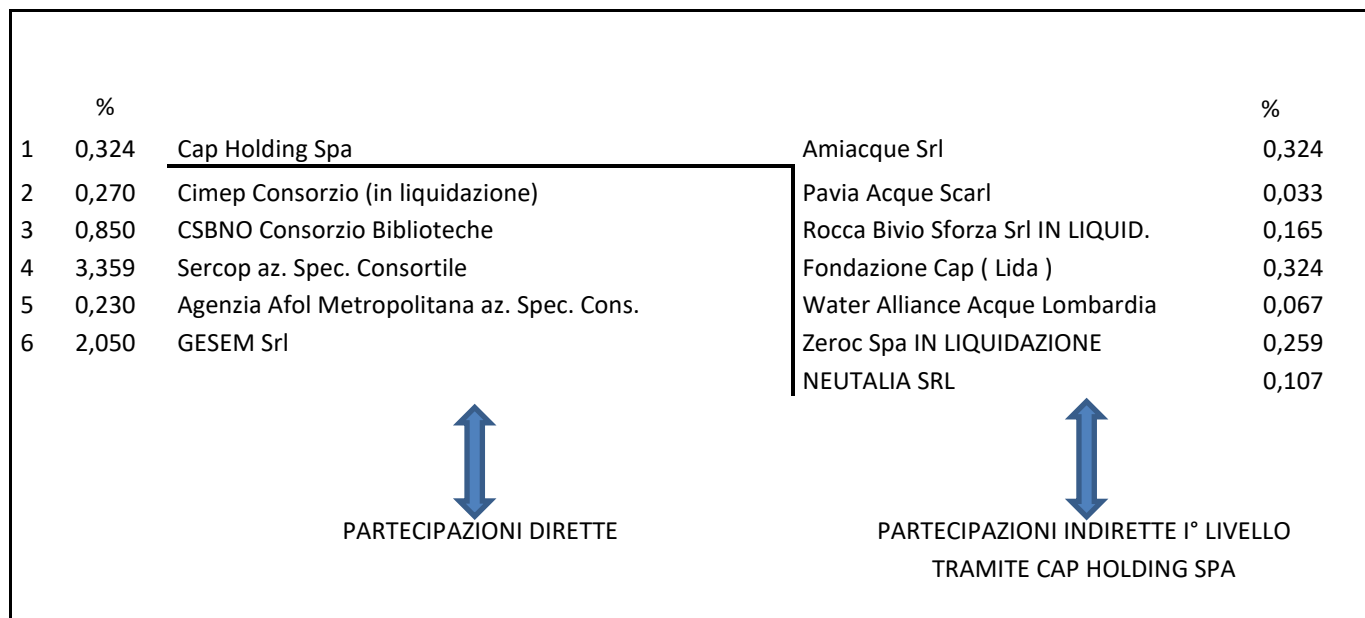 % %
1 0,324 Cap Holding Spa Amiacque Srl 0,324
2 0,270 Cimep Consorzio (in liquidazione) Pavia Acque Scarl 0,033
3 0,850 CSBNO Consorzio Biblioteche Rocca Bivio Sforza Srl IN LIQUID. 0,165
4 3,359 Sercop az. Spec. Consortile Fondazione Cap ( Lida ) 0,324
5 0,230 Agenzia Afol Metropolitana az. Spec. Cons. Water Alliance Acque Lombardia 0,067
6 2,050 GESEM Srl Zeroc Spa IN LIQUIDAZIONE 0,259
NEUTALIA SRL 0,107
PARTECIPAZIONI DIRETTE PARTECIPAZIONI INDIRETTE I° LIVELLO
TRAMITE CAP HOLDING SPA